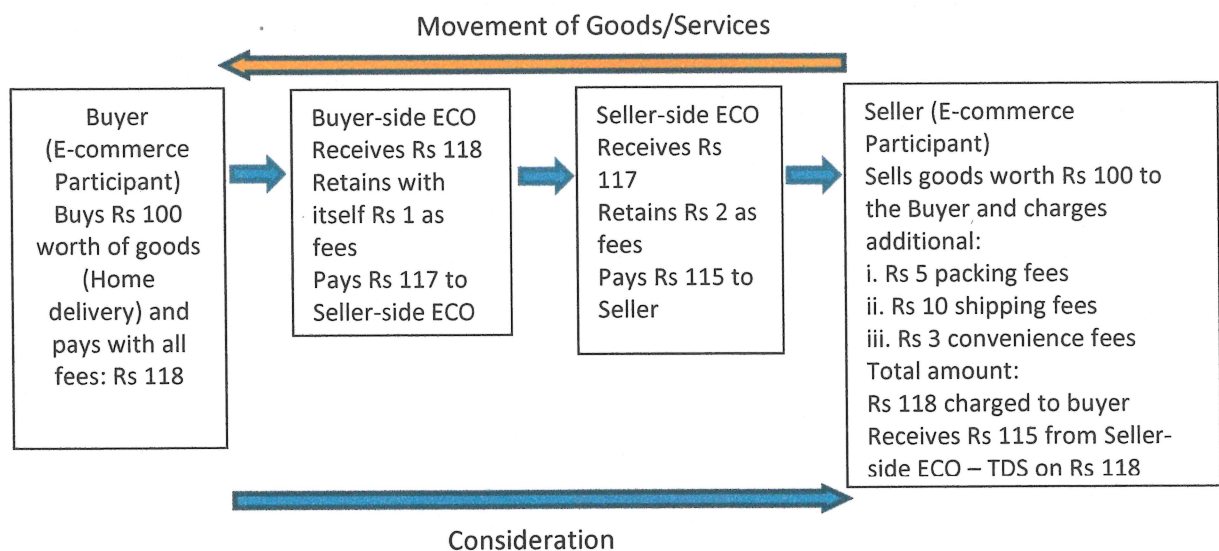 Movement of Goods/Services
Buyer
(E-commerce
Participant)
Buys Rs 100
worth of goods
(Home
delivery) and
pays with all
fees: Rs 118
Buyer-side ECO
Receives Rs 118
Retains with
itself Rs 1 as
fees
Pays Rs 117 to
Seller-side ECO
Seller-side ECO
Receives Rs
117
Retains Rs 2 as
fees
Pays Rs 115 to
Seller
Seller (E-commerce
Participant)
Sells goods worth Rs 100 to
the Buyer and charges
additional:
i. Rs 5 packing fees
ii. Rs 10 shipping fees
iii. Rs 3 convenience fees
Total amount:
Rs 118 charged to buyer
Receives Rs 115 from Seller-
side ECO – TDS on Rs 118
Consideration